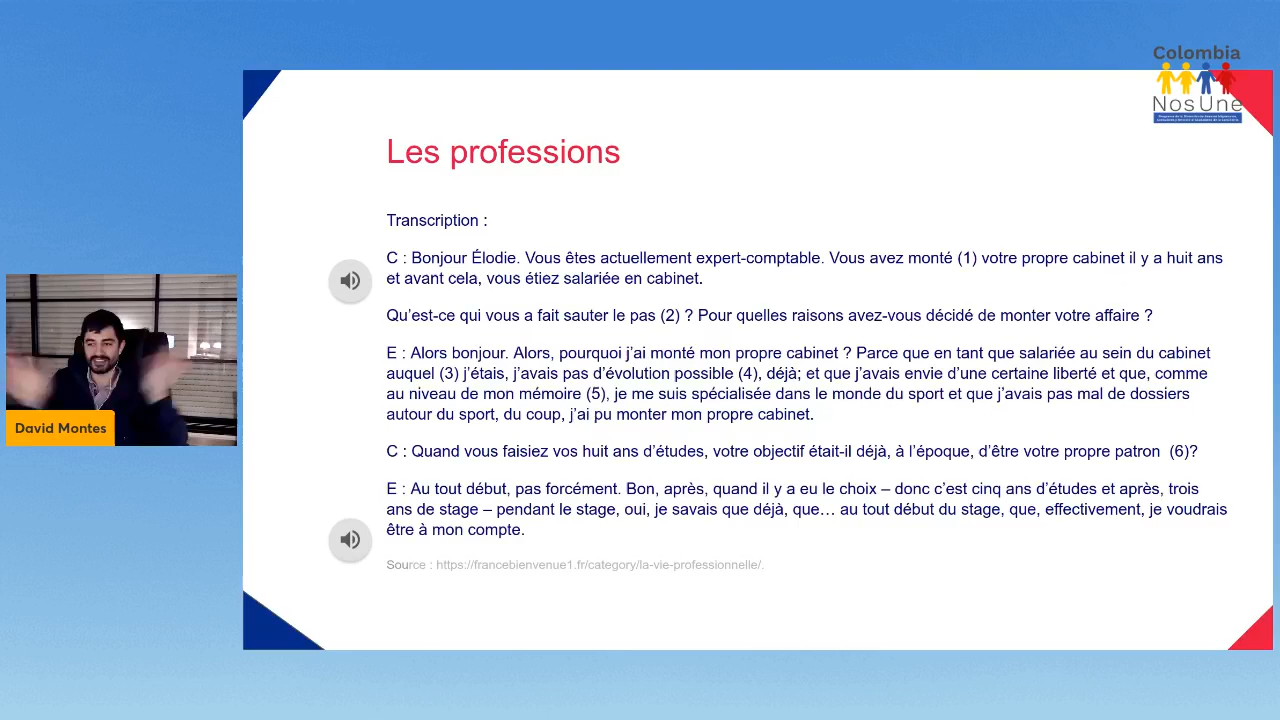 Colombia
NosUne
Les professions
Transcription :
C : Bonjour Élodie. Vous êtes actuellement expert-comptable. Vous avez monté (1) votre propre cabinet il y a huit ans
et avant cela, vous étiez salariée en cabinet.
Qu’est-ce qui vous a fait sauter le pas (2) ? Pour quelles raisons avez-vous décidé de monter votre affaire ?
E : Alors bonjour. Alors, pourquoi j’ai monté mon propre cabinet ? Parce que en tant que salariée au sein du cabinet
auquel (3) j’étais, j’avais pas d’évolution possible (4), déjà; et que j’avais envie d’une certaine liberté et que, comme
au niveau de mon mémoire (5), je me suis spécialisée dans le monde du sport et que j’avais pas mal de dossiers
autour du sport, du coup, j’ai pu monter mon propre cabinet.
C : Quand vous faisiez vos huit ans d’études, votre objectif était-il déjà, à l’époque, d’être votre propre patron (6)?
E : Au tout début, pas forcément. Bon, après, quand il y a eu le choix – donc c’est cinq ans d’études et après, trois
ans de stage – pendant le stage, oui, je savais que déjà, que… au tout début du stage, que, effectivement, je voudrais
être à mon compte.
Source : https://francebienvenue1.fr/category/la-vie-professionnelle/.
David Montes